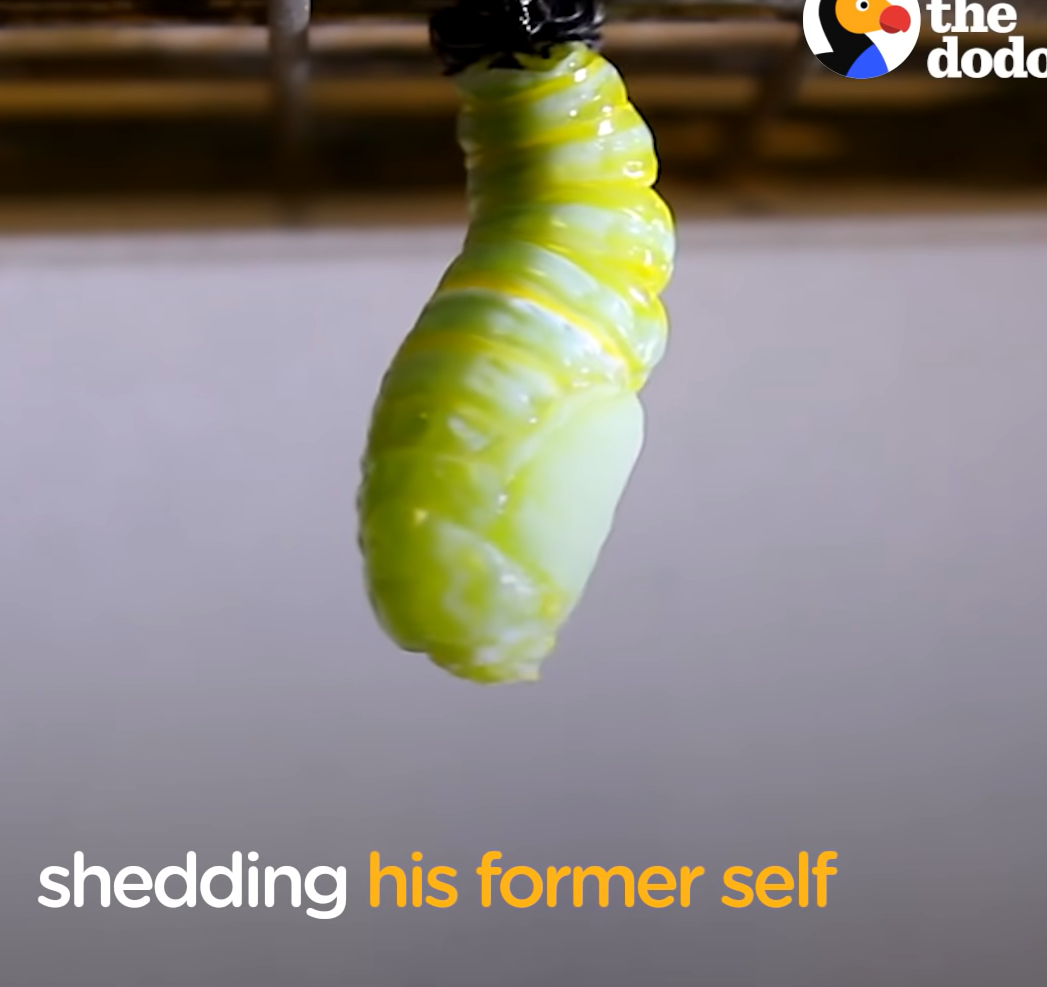 the
dodo
shedding his former self